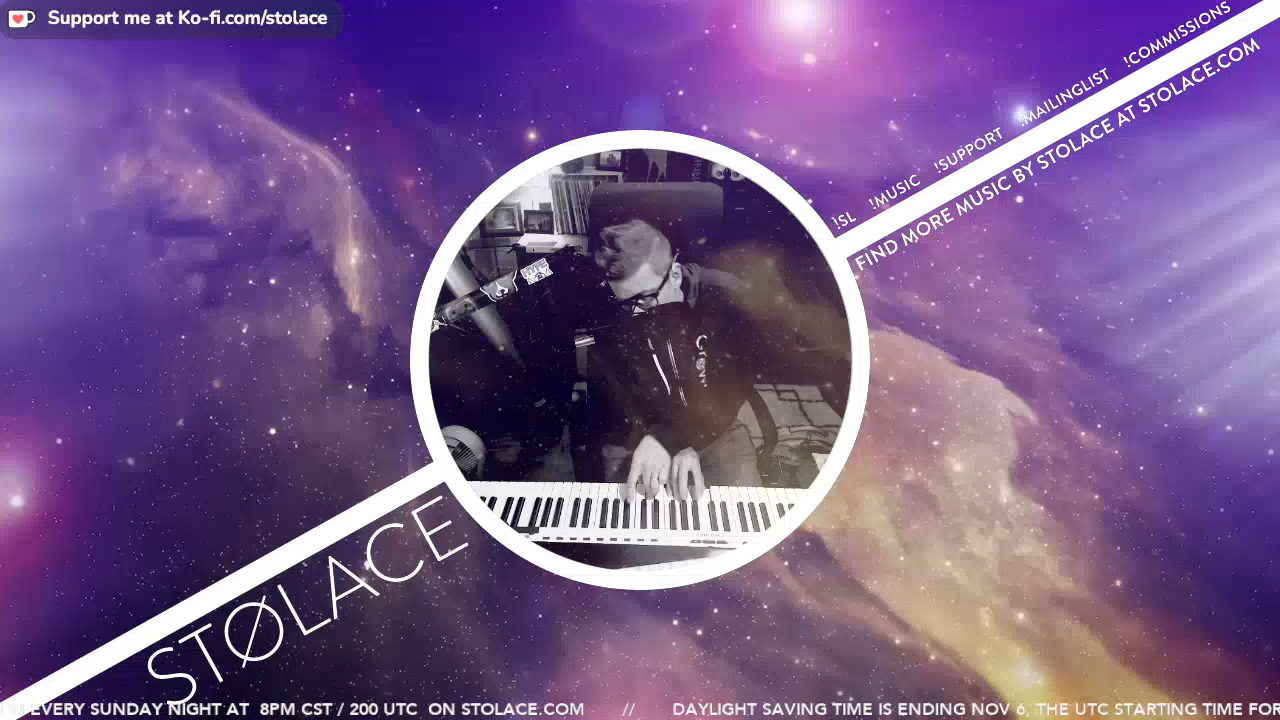 Support me at Ko-fi.com/stolace
!SL !MUSIC !SUPPORT !MAILINGLIST !COMMISSIONS
FIND MORE MUSIC BY STOLACE AT STOLACE.COM
STØLACE
EVERY SUNDAY NIGHT AT 8PM CST / 200 UTC ON STOLACE.COM // DAYLIGHT SAVING TIME IS ENDING NOV 6, THE UTC STARTING TIME FOR